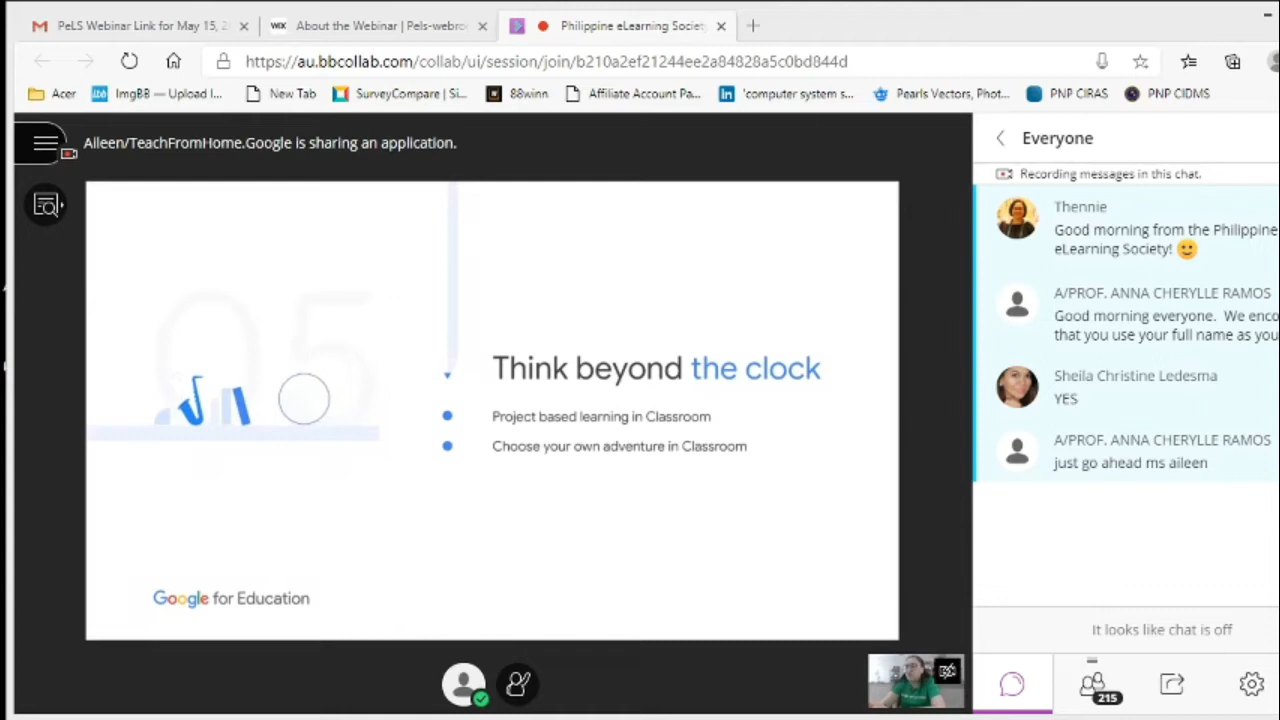 PeLS Webinar Link for May 15, 2
WiX About the Webinar | Pels-webro
Philippine eLearning Societ
https://au.bbcollab.com/collab/ui/session/join/b210a2ef21244ee2a84828a5c0bd844d
Acer
ImgBB — Upload I...
New Tab
SurveyCompare | Si...
88winn
Affiliate Account Pa...
'computer system s...
Pearls Vectors, Phot...
PNP CIRAS
PNP CIDMS
Aileen/TeachFromHome.Google is sharing an application.
05
Think beyond the clock
Project based learning in Classroom
Choose your own adventure in Classroom
Google for Education
Everyone
Recording messages in this chat.
Thennie
Good morning from the Philippine
eLearning Society!
A/PROF. ANNA CHERYLLE RAMOS
Good morning everyone. We enco
that you use your full name as you
Sheila Christine Ledesma
YES
A/PROF. ANNA CHERYLLE RAMOS
just go ahead ms aileen
It looks like chat is off
215